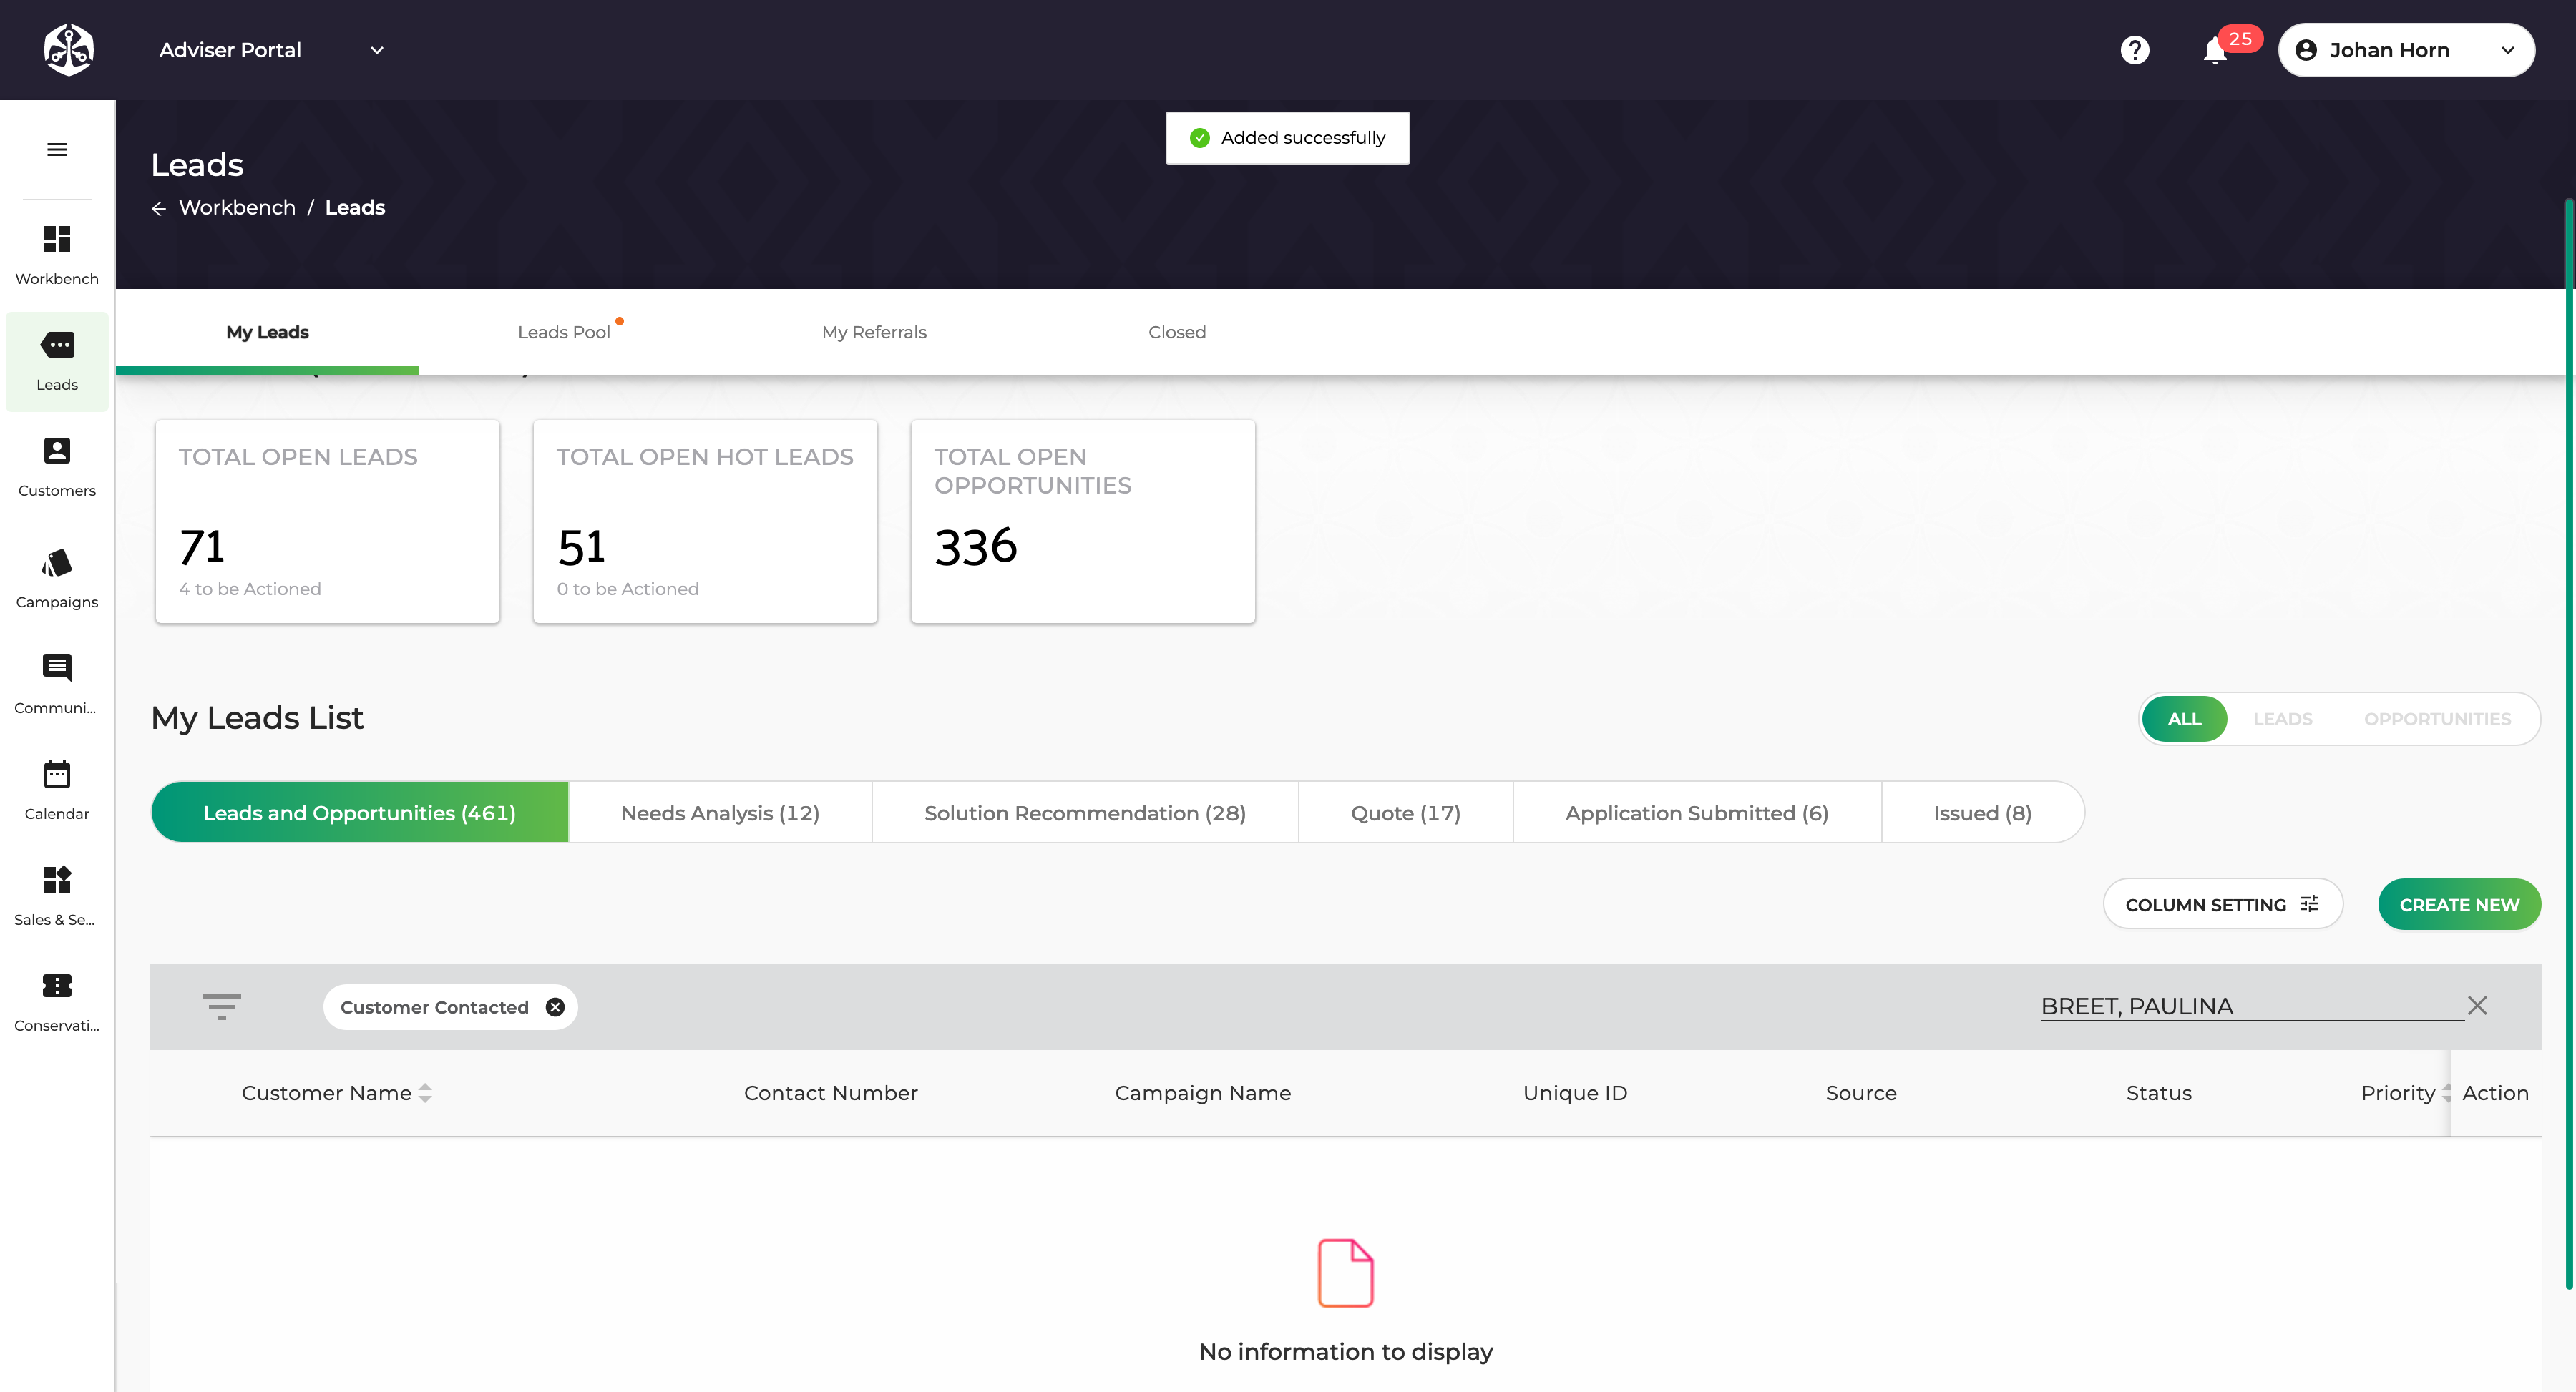 Adviser Portal
25
Johan Horn
Added successfully
Leads
Workbench / Leads
Workbench
Leads
Customers
Campaigns
Communi...
Calendar
Sales & Se...
Conservati...
My Leads
Leads Pool
My Referrals
Closed
TOTAL OPEN LEADS
71
4 to be Actioned
TOTAL OPEN HOT LEADS
51
0 to be Actioned
TOTAL OPEN
OPPORTUNITIES
336
My Leads List
ALL
LEADS
OPPORTUNITIES
Leads and Opportunities (461)
Needs Analysis (12)
Solution Recommendation (28)
Quote (17)
Application Submitted (6)
Issued (8)
COLUMN SETTING
CREATE NEW
Customer Contacted
BREET, PAULINA
Customer Name
Contact Number
Campaign Name
Unique ID
Source
Status
Priority
Action
No information to display